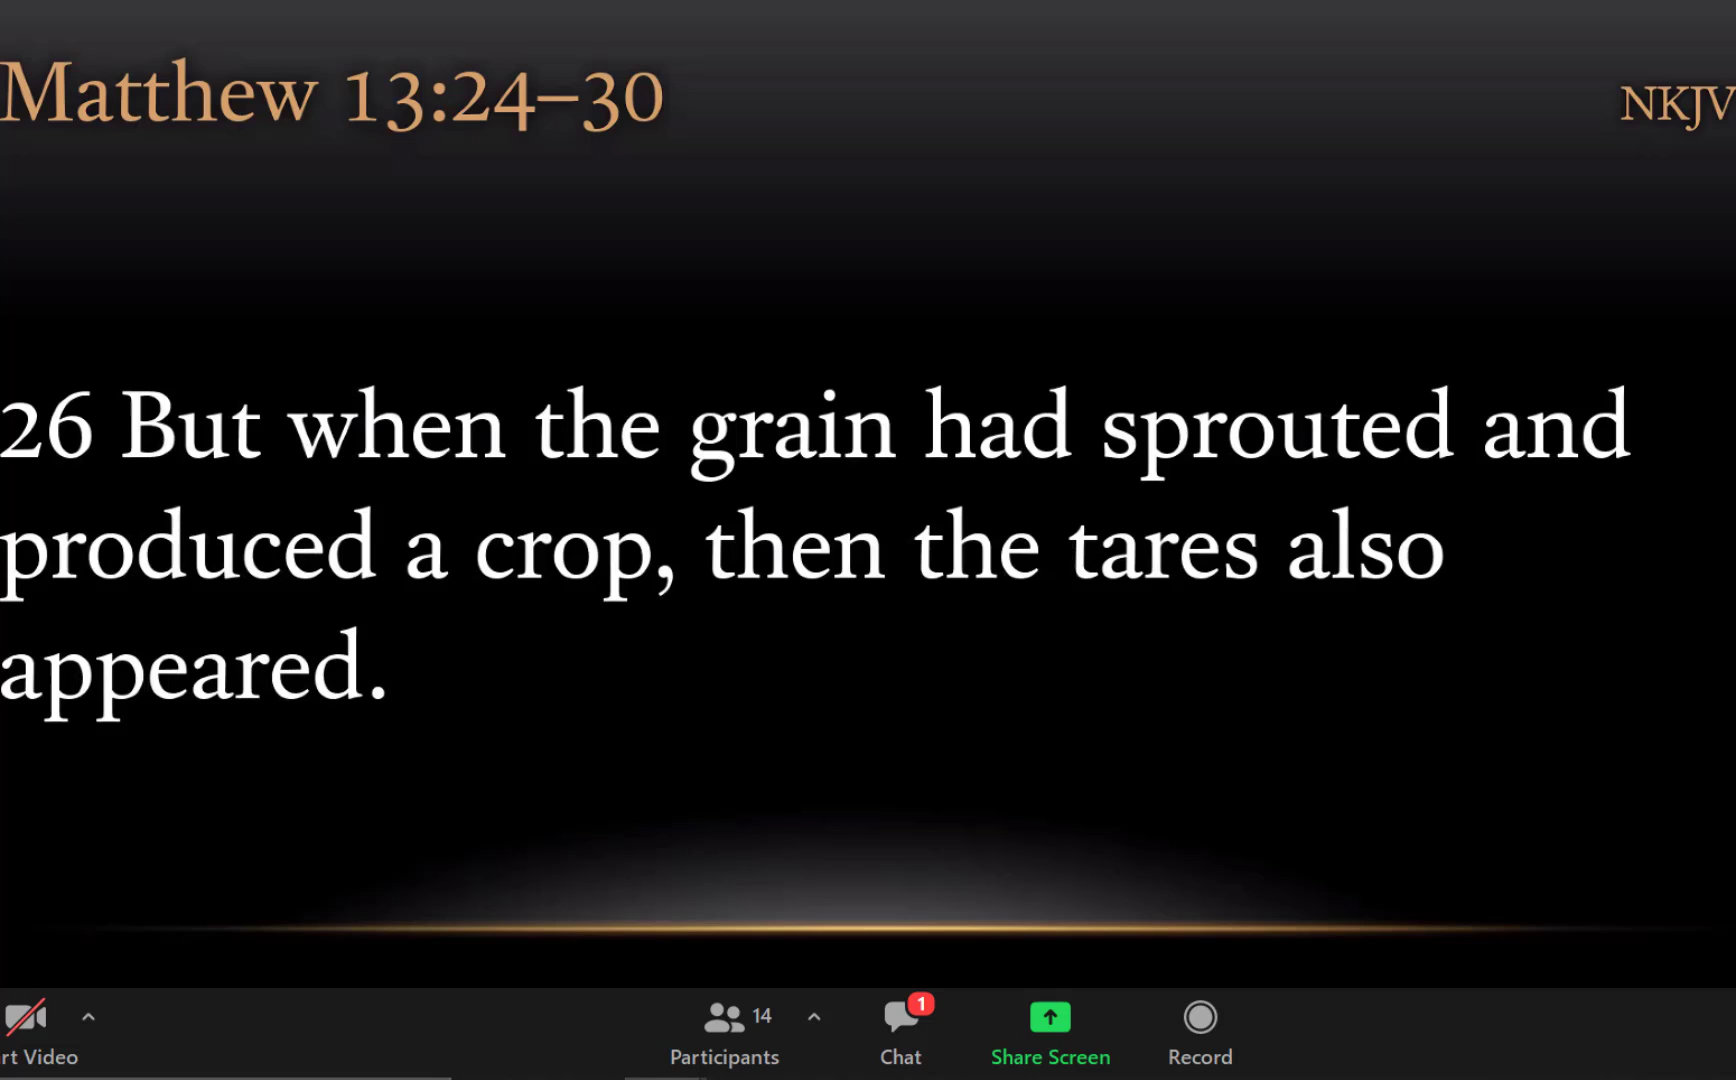 Matthew 13:24–30
NKJV
26 But when the grain had sprouted and
produced a crop, then the tares also
appeared.
14
1
rt Video
Participants
Chat
Share Screen
Record